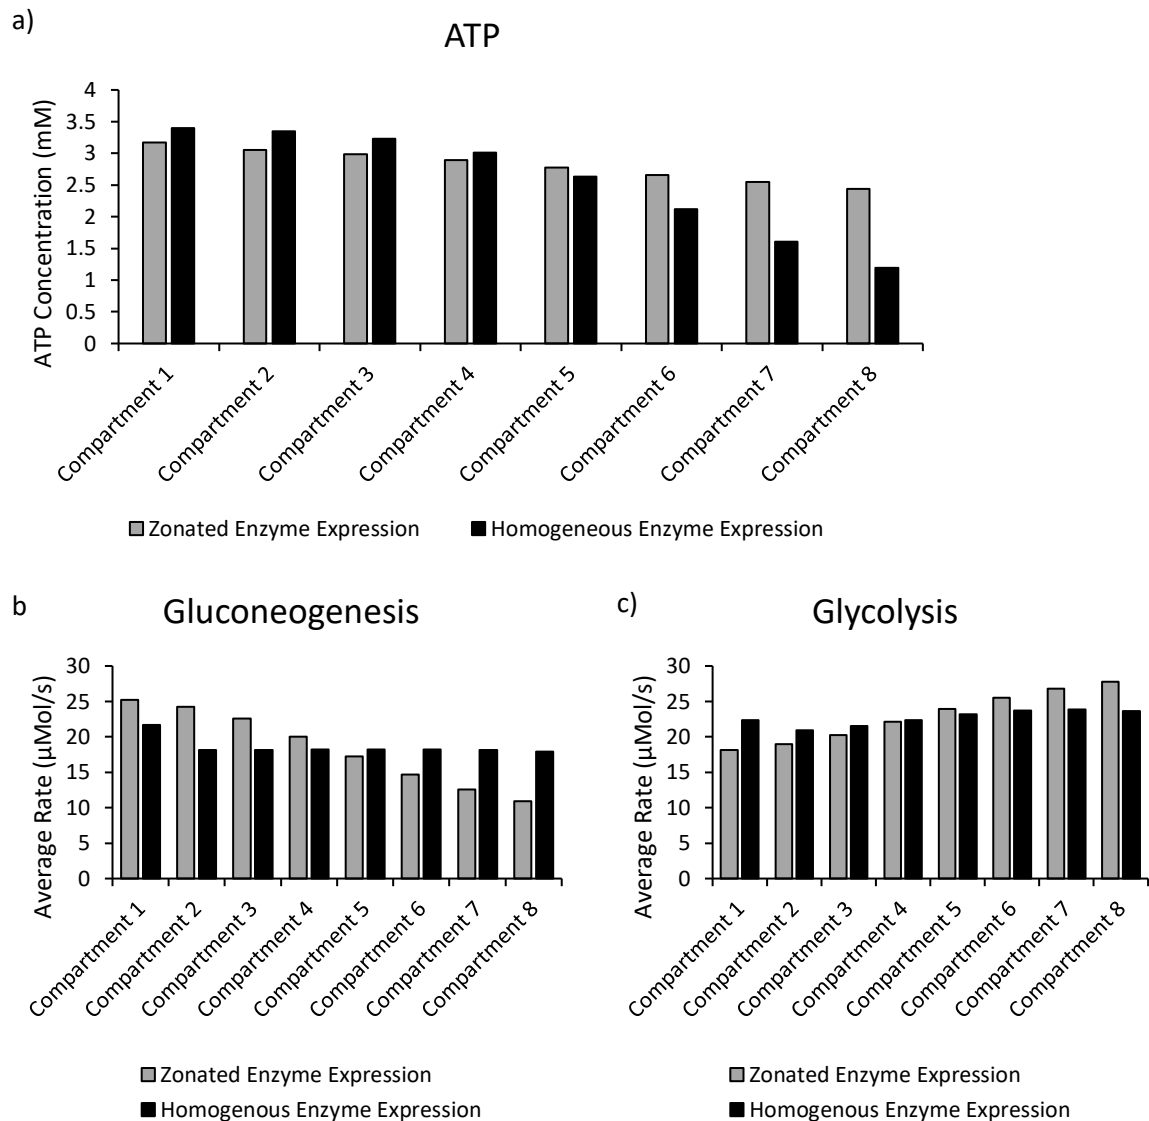 a)
ATP
ATP Concentration (mM)
4
3.5
3
2.5
2
1.5
1
0.5
0
Compartment 1
Compartment 2
Compartment 3
Compartment 4
Compartment 5
Compartment 6
Compartment 7
Compartment 8
Zonated Enzyme Expression
Homogeneous Enzyme Expression
b
Gluconeogenesis
Average Rate (µMol/s)
30
25
20
15
10
5
0
Compartment 1
Compartment 2
Compartment 3
Compartment 4
Compartment 5
Compartment 6
Compartment 7
Compartment 8
Zonated Enzyme Expression
Homogenous Enzyme Expression
c)
Glycolysis
Average Rate (µMol/s)
30
25
20
15
10
5
0
Compartment 1
Compartment 2
Compartment 3
Compartment 4
Compartment 5
Compartment 6
Compartment 7
Compartment 8
Zonated Enzyme Expression
Homogenous Enzyme Expression